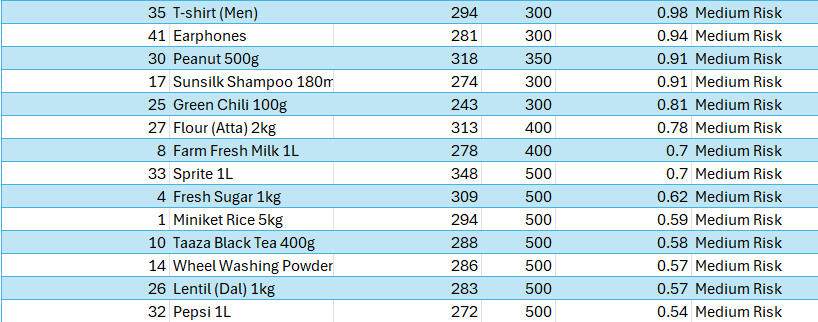 35 T-shirt (Men) 294 300 0.98 Medium Risk
41 Earphones 281 300 0.94 Medium Risk
30 Peanut 500g 318 350 0.91 Medium Risk
17 Sunsilk Shampoo 180m 274 300 0.91 Medium Risk
25 Green Chili 100g 243 300 0.81 Medium Risk
27 Flour (Atta) 2kg 313 400 0.78 Medium Risk
8 Farm Fresh Milk 1L 278 400 0.7 Medium Risk
33 Sprite 1L 348 500 0.7 Medium Risk
4 Fresh Sugar 1kg 309 500 0.62 Medium Risk
1 Miniket Rice 5kg 294 500 0.59 Medium Risk
10 Taaza Black Tea 400g 288 500 0.58 Medium Risk
14 Wheel Washing Powder 286 500 0.57 Medium Risk
26 Lentil (Dal) 1kg 283 500 0.57 Medium Risk
32 Pepsi 1L 272 500 0.54 Medium Risk